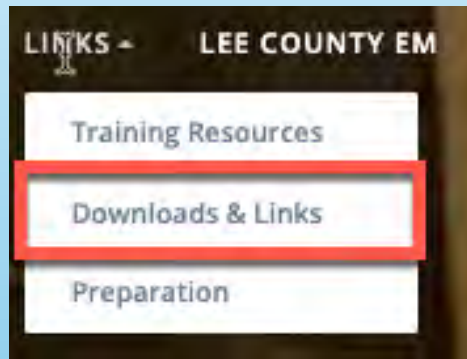 LINKS LEE COUNTY EM
Training Resources
Downloads & Links
Preparation